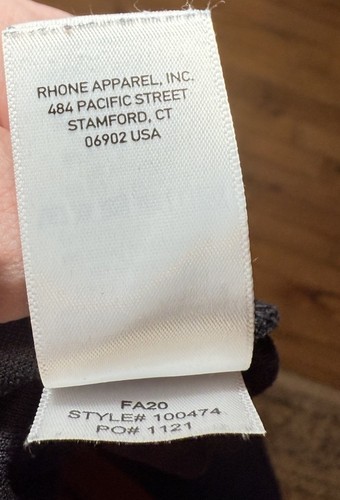 RHONE APPAREL, INC.
484 PACIFIC STREET
STAMFORD, CT
06902 USA
FA20
STYLE# 100474
PO# 1121